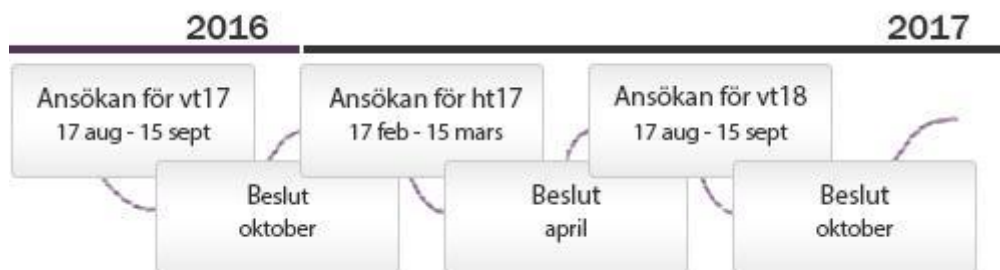 2016
2017
Ansökan för vt17
17 aug - 15 sept
Beslut
oktober
Ansökan för ht17
17 feb - 15 mars
Beslut
april
Ansökan för vt18
17 aug - 15 sept
Beslut
oktober